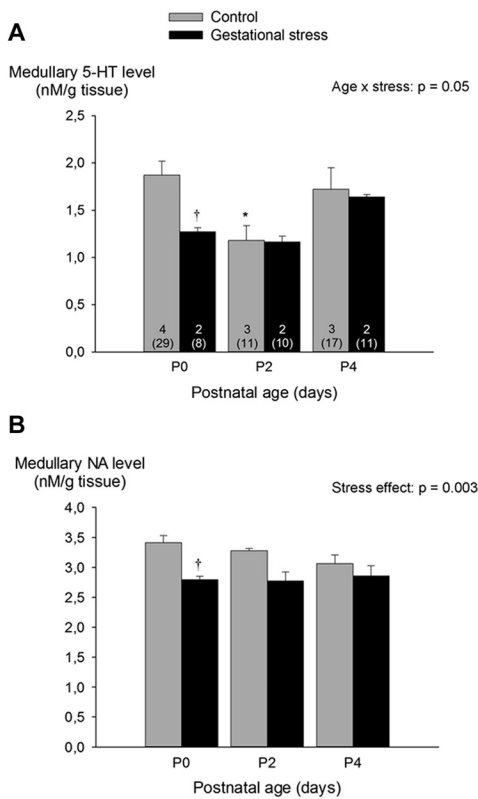 Control
Gestational stress
A
Medullary 5-HT level
(nM/g tissue)
Age x stress: p = 0.05
2,5
2,0
1,5
1,0
0,5
0,0
†
*
4 2 3 2 3 2
(29) (8) (11) (10) (17) (11)
P0 P2 P4
Postnatal age (days)
B
Medullary NA level
(nM/g tissue)
Stress effect: p = 0.003
4,0
3,5
3,0
2,5
2,0
1,5
1,0
0,5
0,0
†
P0 P2 P4
Postnatal age (days)